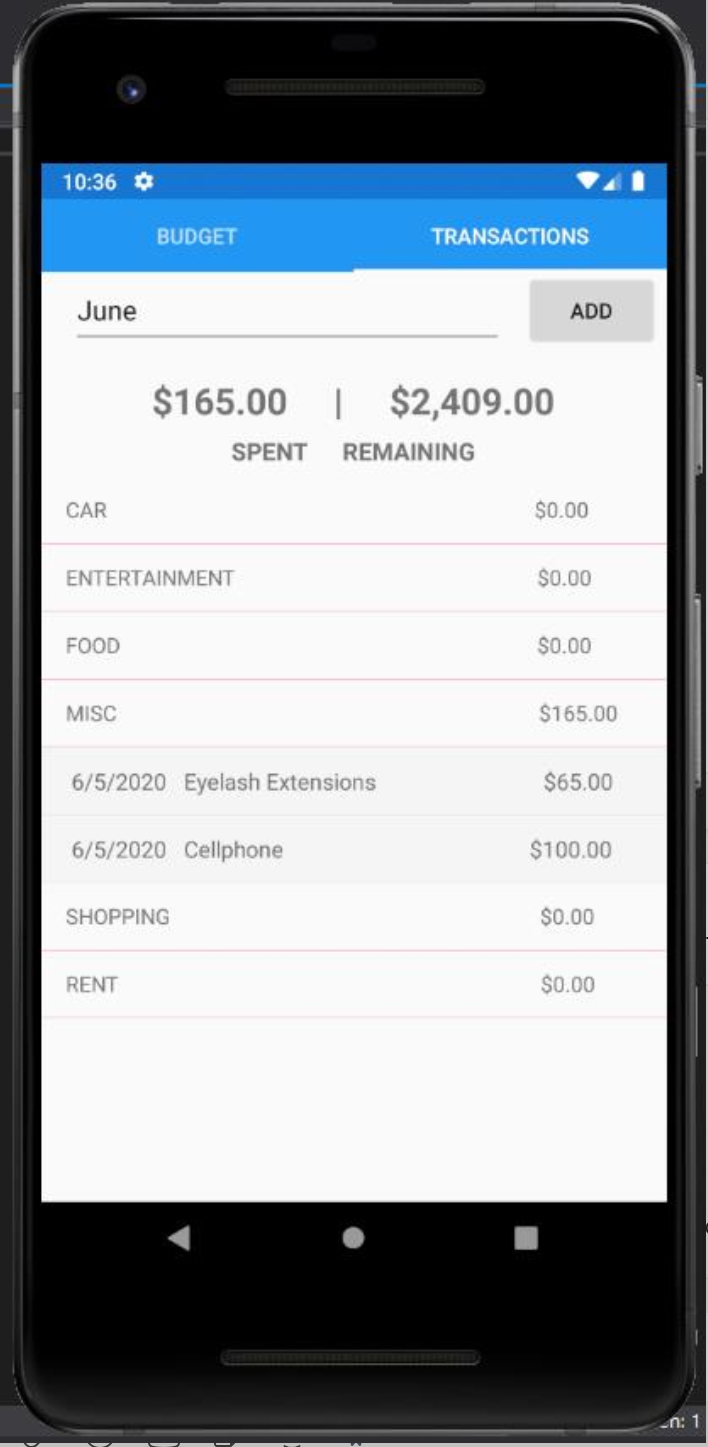 10:36
BUDGET TRANSACTIONS
June ADD
$165.00 | $2,409.00
SPENT REMAINING
CAR $0.00
ENTERTAINMENT $0.00
FOOD $0.00
MISC $165.00
6/5/2020 Eyelash Extensions $65.00
6/5/2020 Cellphone $100.00
SHOPPING $0.00
RENT $0.00